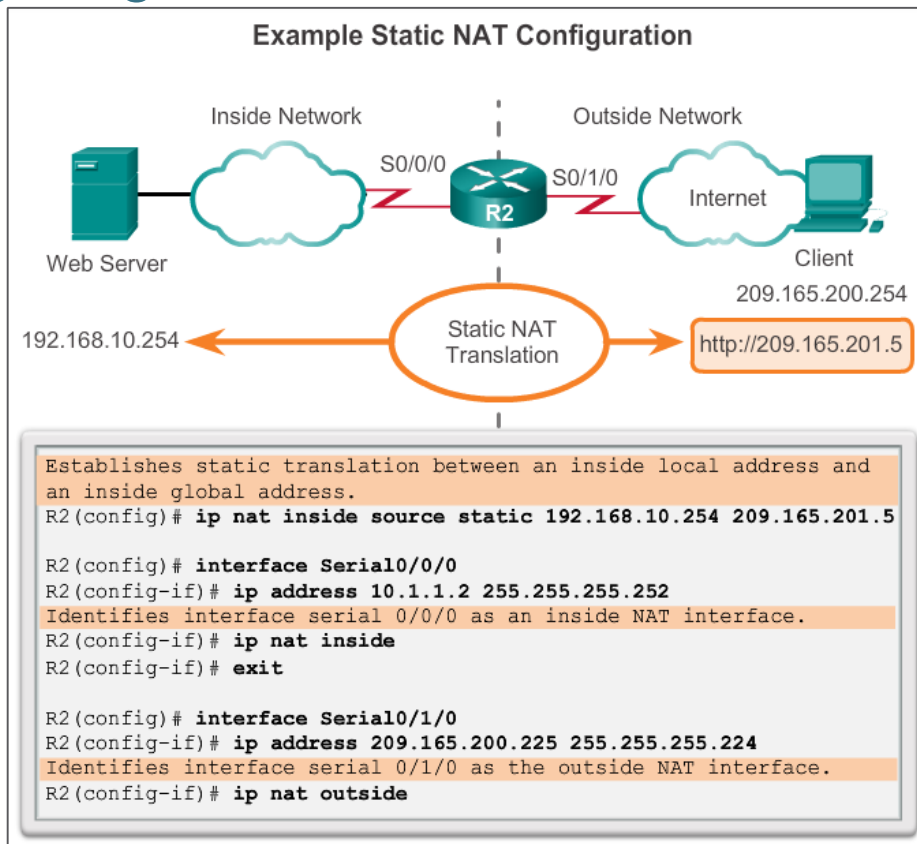 Example Static NAT Configuration
Inside Network
Outside Network
S0/0/0
S0/1/0
R2
Internet
Web Server
Client
209.165.200.254
192.168.10.254
Static NAT
Translation
http://209.165.201.5
Establishes static translation between an inside local address and
an inside global address.
R2(config)# ip nat inside source static 192.168.10.254 209.165.201.5
R2(config)# interface Serial0/0/0
R2(config-if)# ip address 10.1.1.2 255.255.255.252
Identifies interface serial 0/0/0 as an inside NAT interface.
R2(config-if)# ip nat inside
R2(config-if)# exit
R2(config)# interface Serial0/1/0
R2(config-if)# ip address 209.165.200.225 255.255.255.224
Identifies interface serial 0/1/0 as the outside NAT interface.
R2(config-if)# ip nat outside